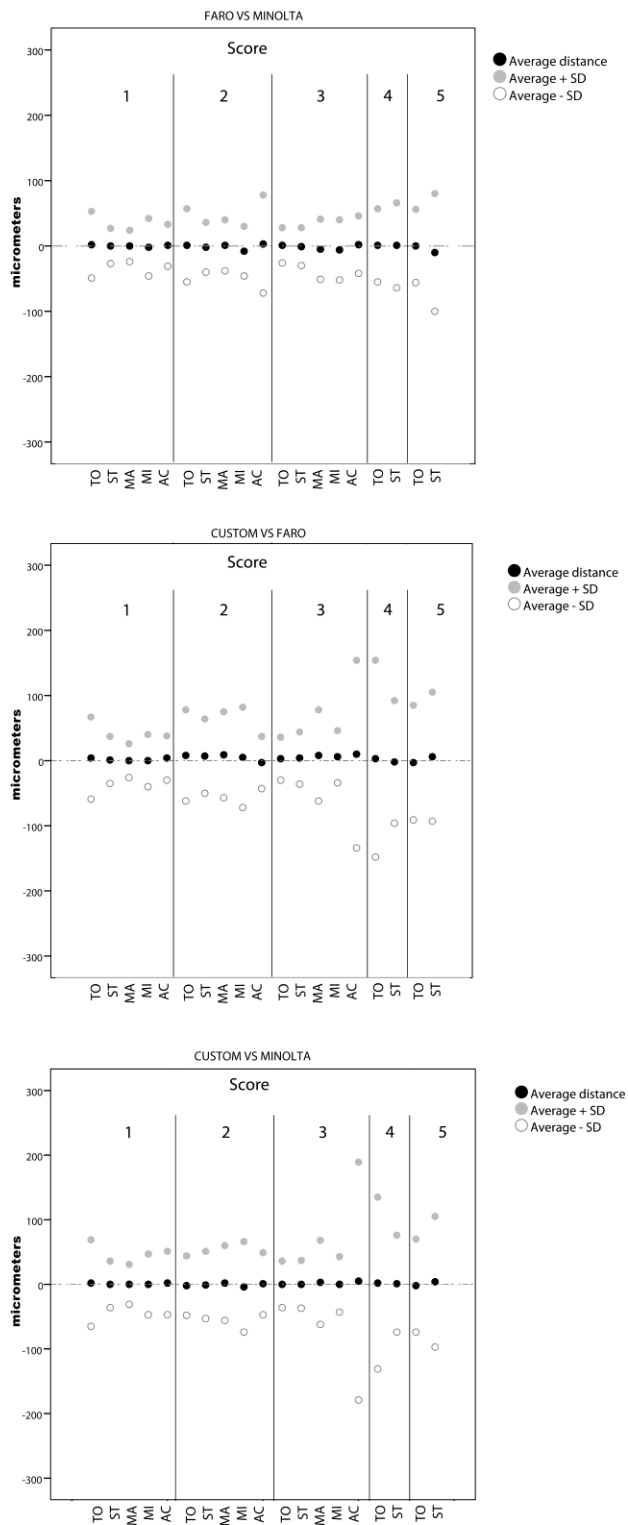 FARO VS MINOLTA
Score
Average distance
Average + SD
Average - SD
1 2 3 4 5
300
200
100
0
-100
-200
-300
micrometers
TO ST MA MI AC TO ST MA MI AC TO ST MA MI AC TO ST TO ST
CUSTOM VS FARO
Score
Average distance
Average + SD
Average - SD
1 2 3 4 5
300
200
100
0
-100
-200
-300
micrometers
TO ST MA MI AC TO ST MA MI AC TO ST MA MI AC TO ST TO ST
CUSTOM VS MINOLTA
Score
Average distance
Average + SD
Average - SD
1 2 3 4 5
300
200
100
0
-100
-200
-300
micrometers
TO ST MA MI AC TO ST MA MI AC TO ST MA MI AC TO ST TO ST